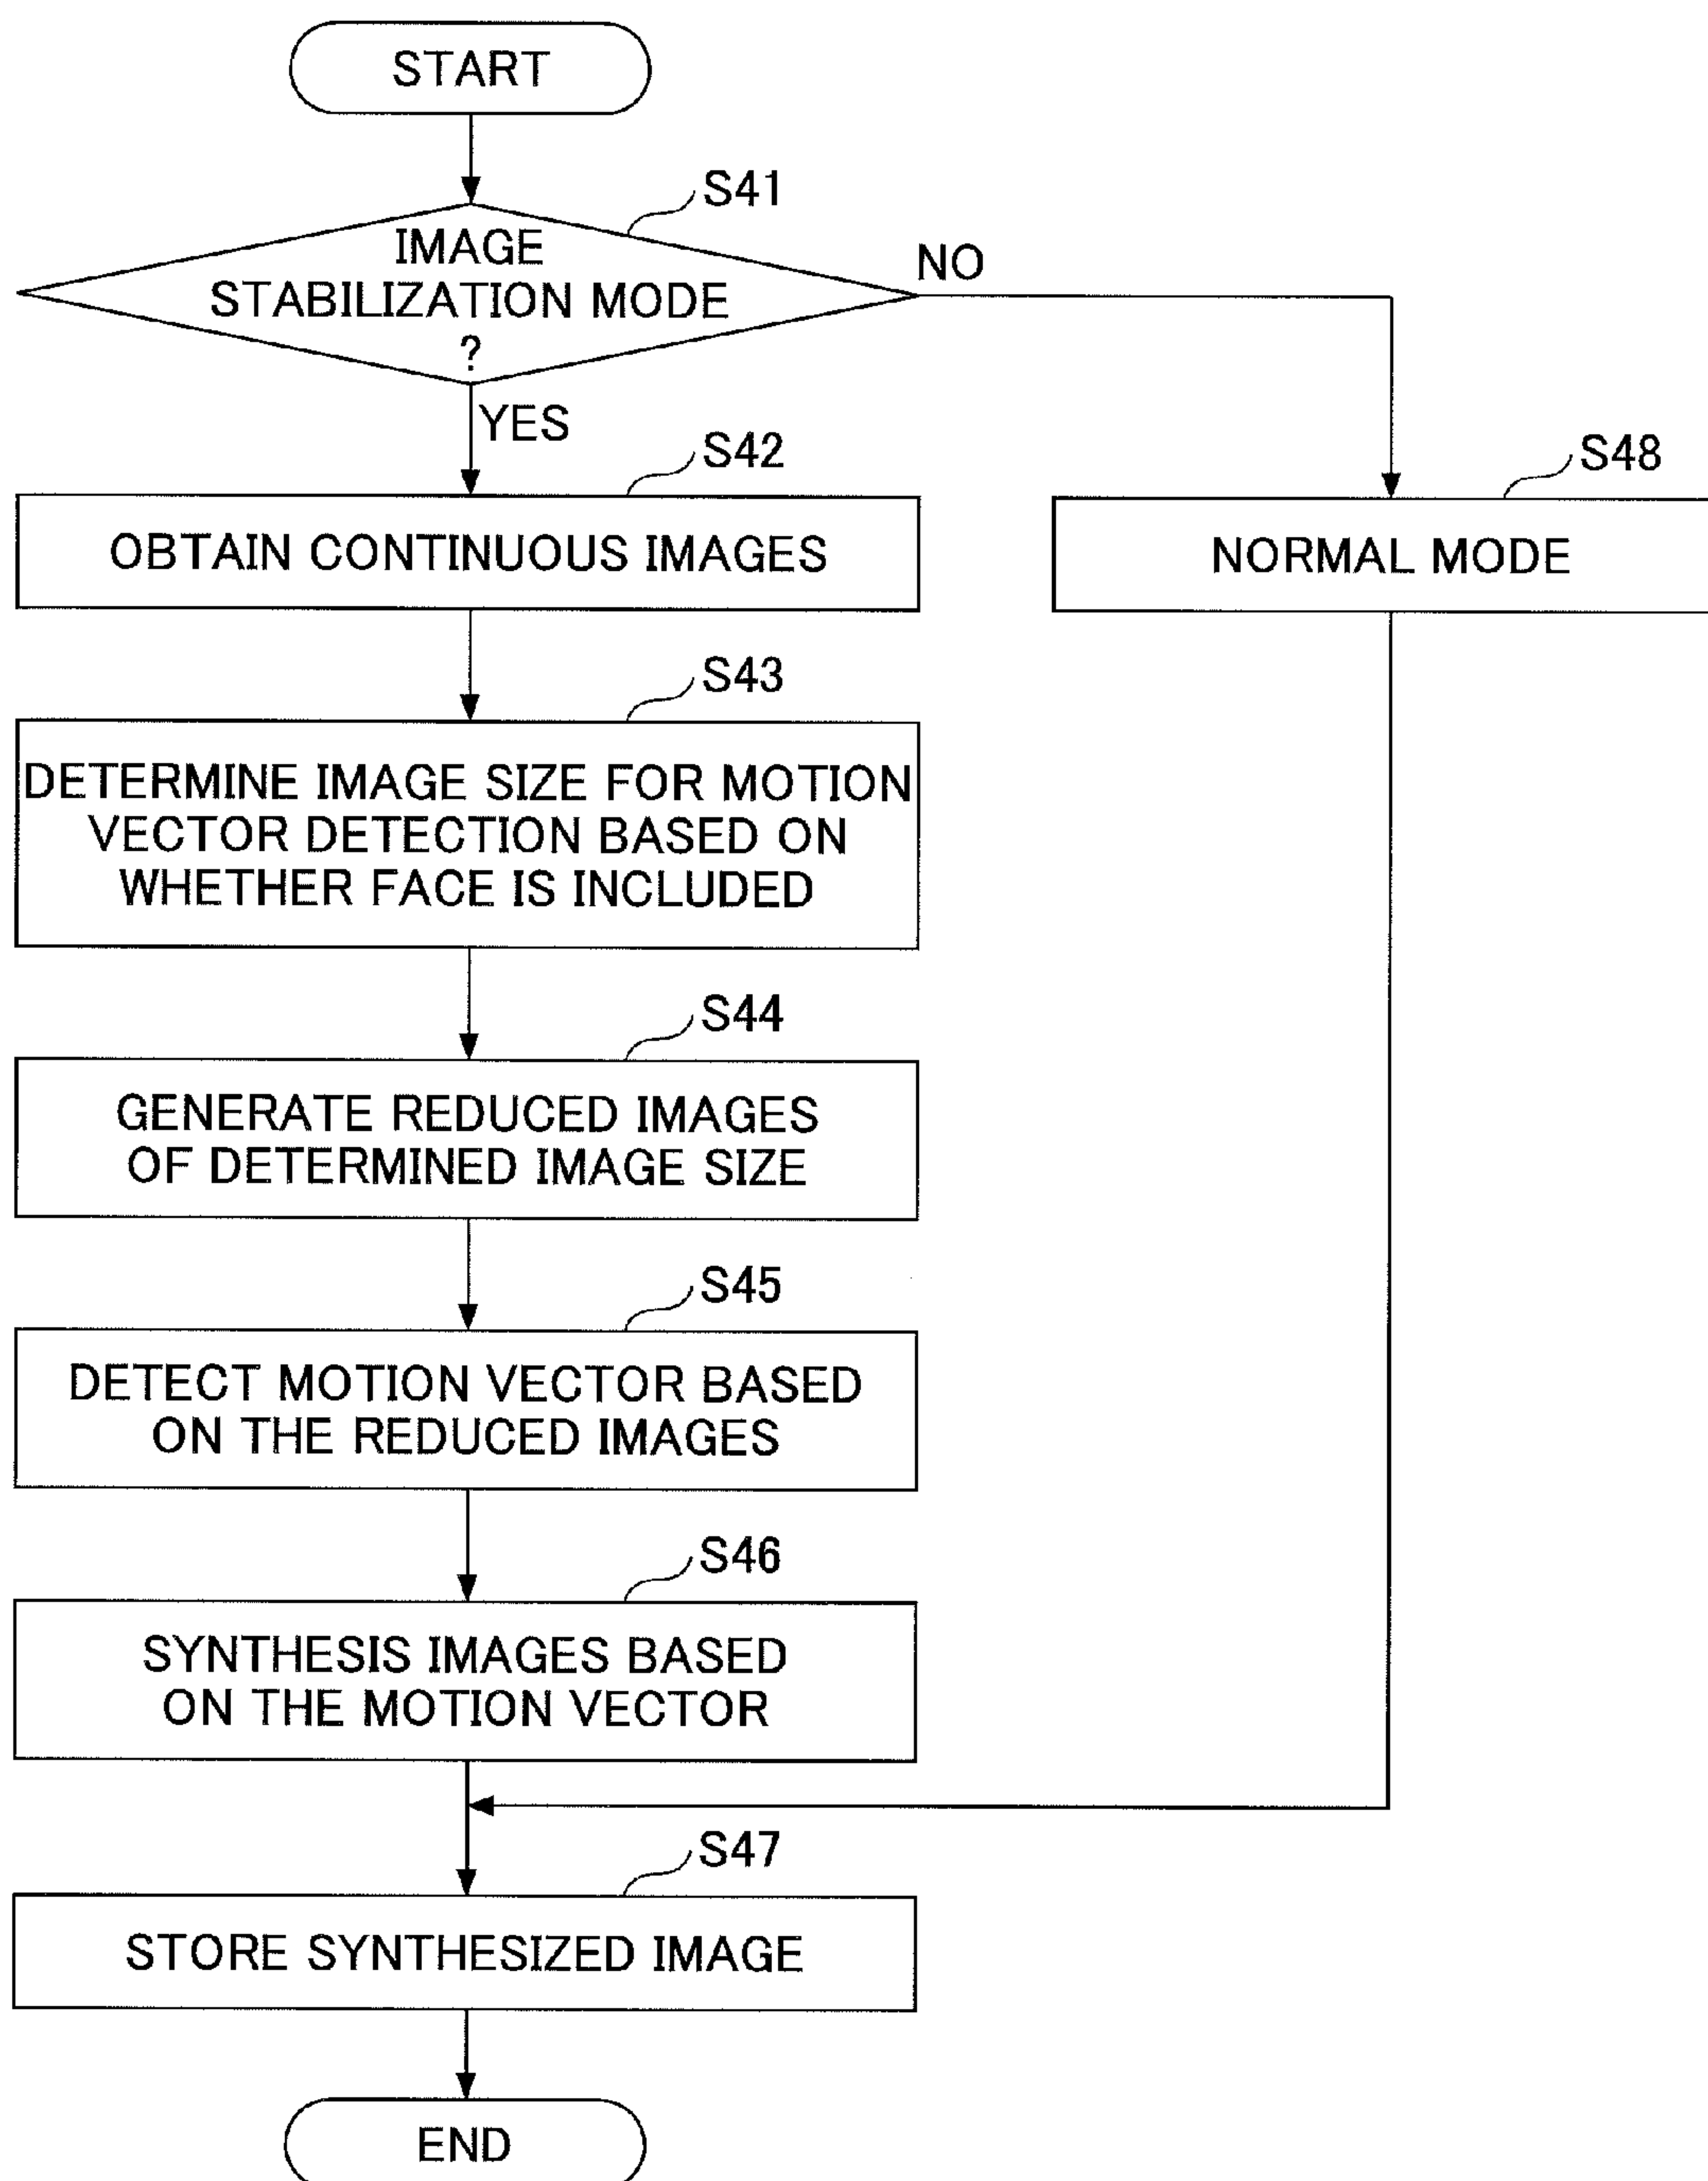 START
S41
IMAGE
STABILIZATION MODE
?
NO
YES
S42
OBTAIN CONTINUOUS IMAGES
S48
NORMAL MODE
S43
DETERMINE IMAGE SIZE FOR MOTION
VECTOR DETECTION BASED ON
WHETHER FACE IS INCLUDED
S44
GENERATE REDUCED IMAGES
OF DETERMINED IMAGE SIZE
S45
DETECT MOTION VECTOR BASED
ON THE REDUCED IMAGES
S46
SYNTHESIS IMAGES BASED
ON THE MOTION VECTOR
S47
STORE SYNTHESIZED IMAGE
END